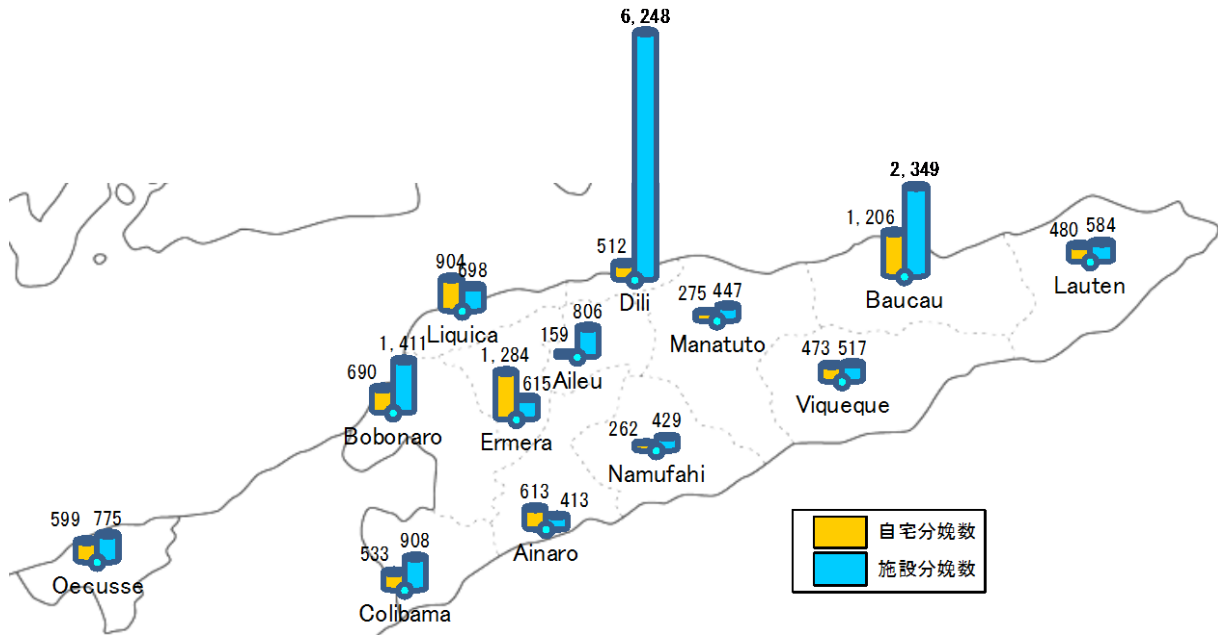 6,248
512
Dili
2,349
1,206
Baucau
480 584
Lauten
904 698
Liquica
275 447
Manatuto
159 806
Aileu
1,411
690
Bobonaro
1,284
615
Ermera
473 517
Viqueque
262 429
Namufahi
613 413
Ainaro
599 775
Oecusse
533 908
Colibama
自宅分娩数
施設分娩数